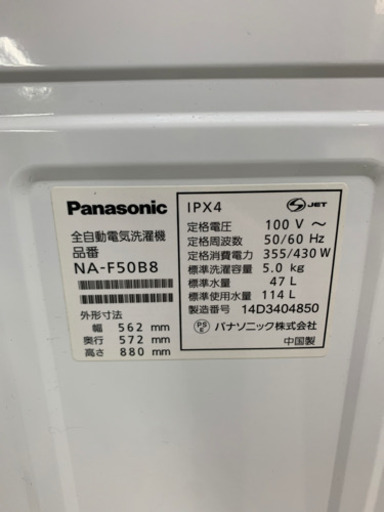 Panasonic
全自動電気洗濯機
品番
NA-F50B8
外形寸法
幅 562 mm
奥行 572 mm
高さ 880 mm
IPX4
S JET
定格電圧 100 V ～
定格周波数 50/60 Hz
定格消費電力 355/430 W
標準洗濯容量 5.0 kg
標準水量 47 L
標準使用水量 114 L
製造番号 14D3404850
PS E パナソニック株式会社
中国製